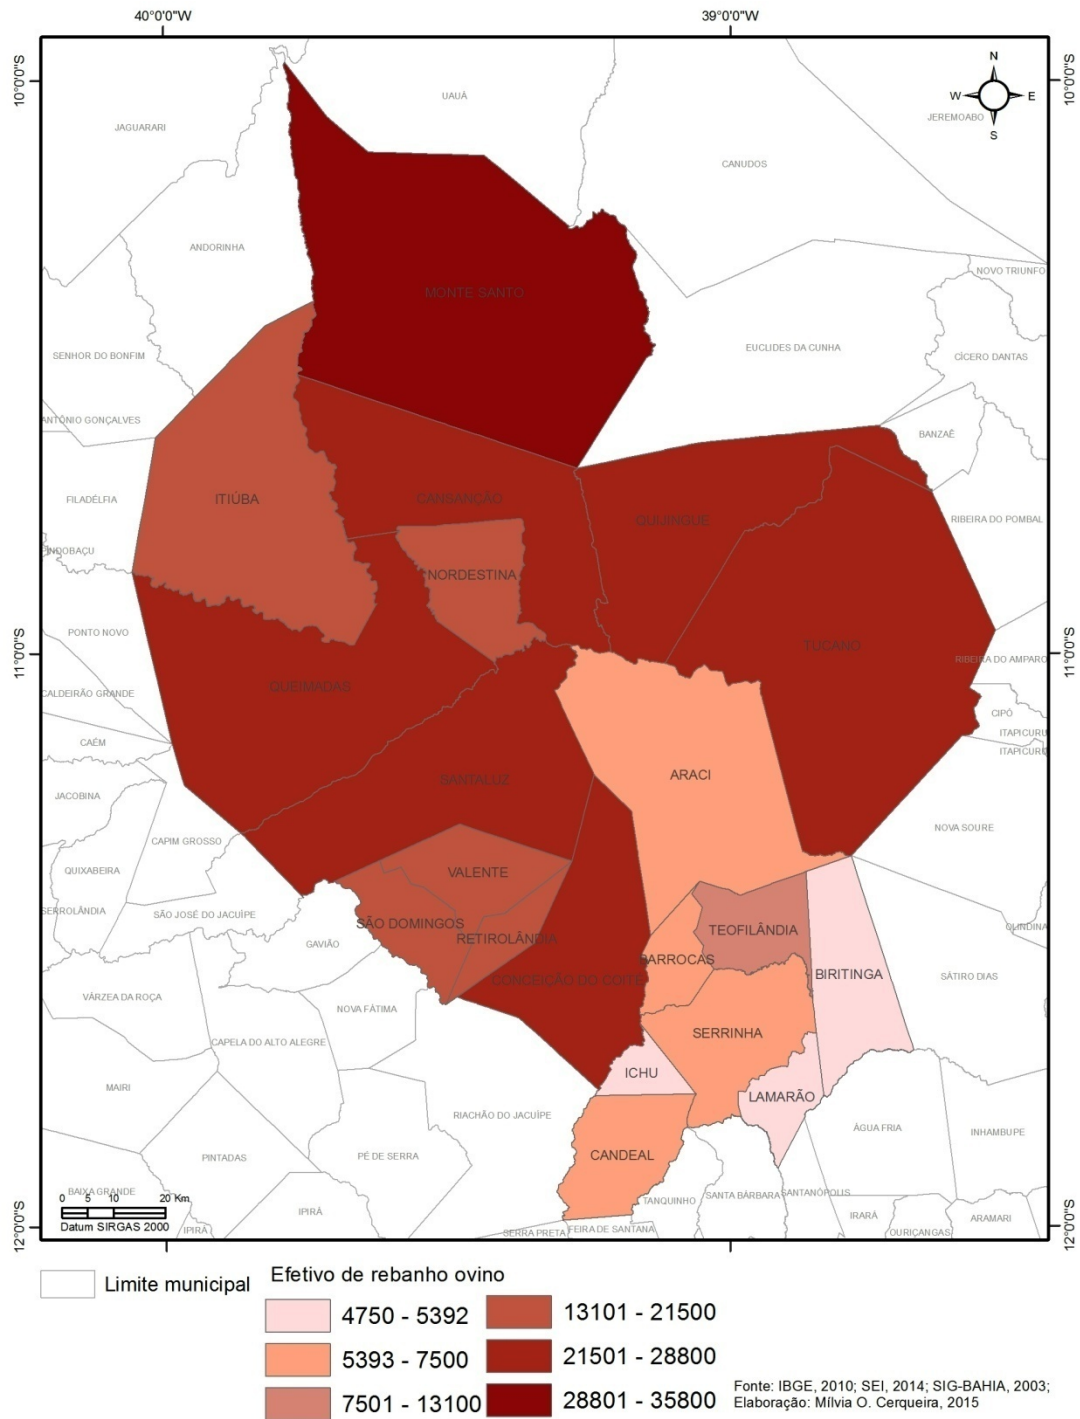 40°0'0"W
39°0'0"W
10°0'0"S
10°0'0"S
N
W
E
S
UAUÁ
JEREMOABO
JAGUARARI
CANUDOS
ANDORINHA
NOVO TRIUNFO
MONTE SANTO
SENHOR DO BONFIM
EUCLIDES DA CUNHA
CÍCERO DANTAS
ANTÔNIO GONÇALVES
BANZAÊ
FILADÉLFIA
ITIÚBA
CANSANÇÃO
QUIJINGUE
RIBEIRA DO POMBAL
PINDOBAÇU
NORDESTINA
PONTO NOVO
11°0'0"S
11°0'0"S
TUCANO
RIBEIRA DO AMPARO
QUEIMADAS
CALDEIRÃO GRANDE
CIPÓ
ITAPICURU
CAÉM
ITAPICURU
SANTALUZ
ARACI
JACOBINA
CAPIM GROSSO
NOVA SOURE
QUIXABEIRA
VALENTE
SERROLÂNDIA
SÃO JOSÉ DO JACUÍPE
SÃO DOMINGOS
TEOFILÂNDIA
OLINDINA
GAVIÃO
RETIROLÂNDIA
BARROCAS
BIRITINGA
SÁTIRO DIAS
CONCEIÇÃO DO COITÉ
VÁRZEA DA ROÇA
NOVA FÁTIMA
SERRINHA
CAPELA DO ALTO ALEGRE
ICHU
MAIRI
LAMARÃO
RIACHÃO DO JACUÍPE
ÁGUA FRIA
INHAMBUPE
PINTADAS
PÉ DE SERRA
CANDEAL
BAIXA GRANDE
TANQUINHO
SANTA BÁRBARA
SANTANÓPOLIS
IPIRÁ
IRARÁ
ARAMARI
IPIRÁ
SERRA PRETA
FEIRA DE SANTANA
OURIÇANGAS
0 5 10 20 Km
Datum SIRGAS 2000
12°0'0"S
12°0'0"S
Limite municipal
Efetivo de rebanho ovino
4750 - 5392
5393 - 7500
7501 - 13100
13101 - 21500
21501 - 28800
28801 - 35800
Fonte: IBGE, 2010; SEI, 2014; SIG-BAHIA, 2003;
Elaboração: Mílvia O. Cerqueira, 2015